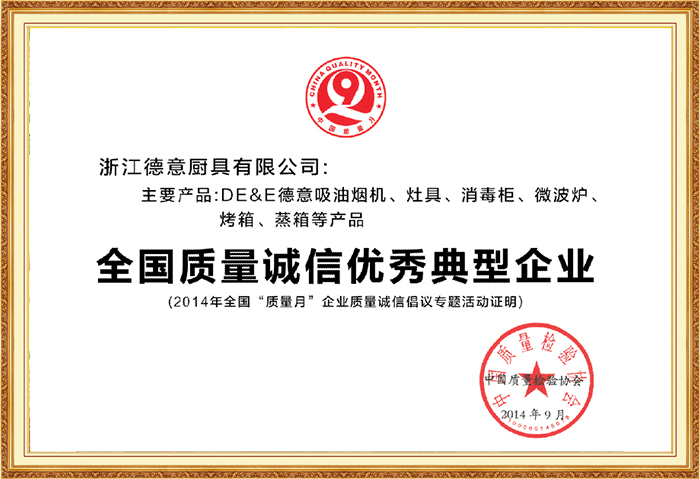 CHINA QUALITY MONTH
中国质量月
浙江德意厨具有限公司:
主要产品:DE&E德意吸油烟机、灶具、消毒柜、微波炉、
烤箱、蒸箱等产品
全国质量诚信优秀典型企业
(2014年全国“质量月”企业质量诚信倡议专题活动证明)
中国质量检验协会
中国质量检验协会
2014年9月